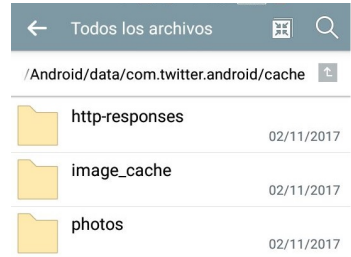 Todos los archivos
/Android/data/com.twitter.android/cache
http-responses
02/11/2017
image_cache
02/11/2017
photos
02/11/2017